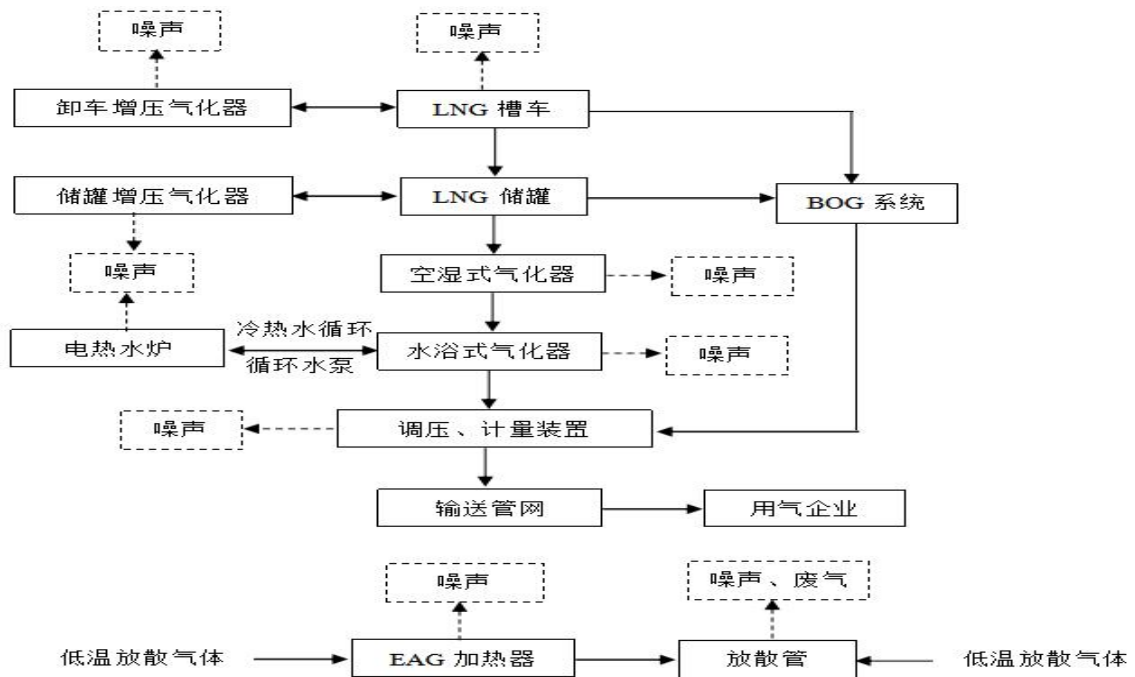 噪声
噪声
卸车增压气化器
LNG 槽车
储罐增压气化器
LNG 储罐
BOG 系统
噪声
空湿式气化器
噪声
电热水炉
冷热水循环
循环水泵
水浴式气化器
噪声
噪声
调压、计量装置
输送管网
用气企业
噪声
噪声、废气
低温放散气体
EAG 加热器
放散管
低温放散气体